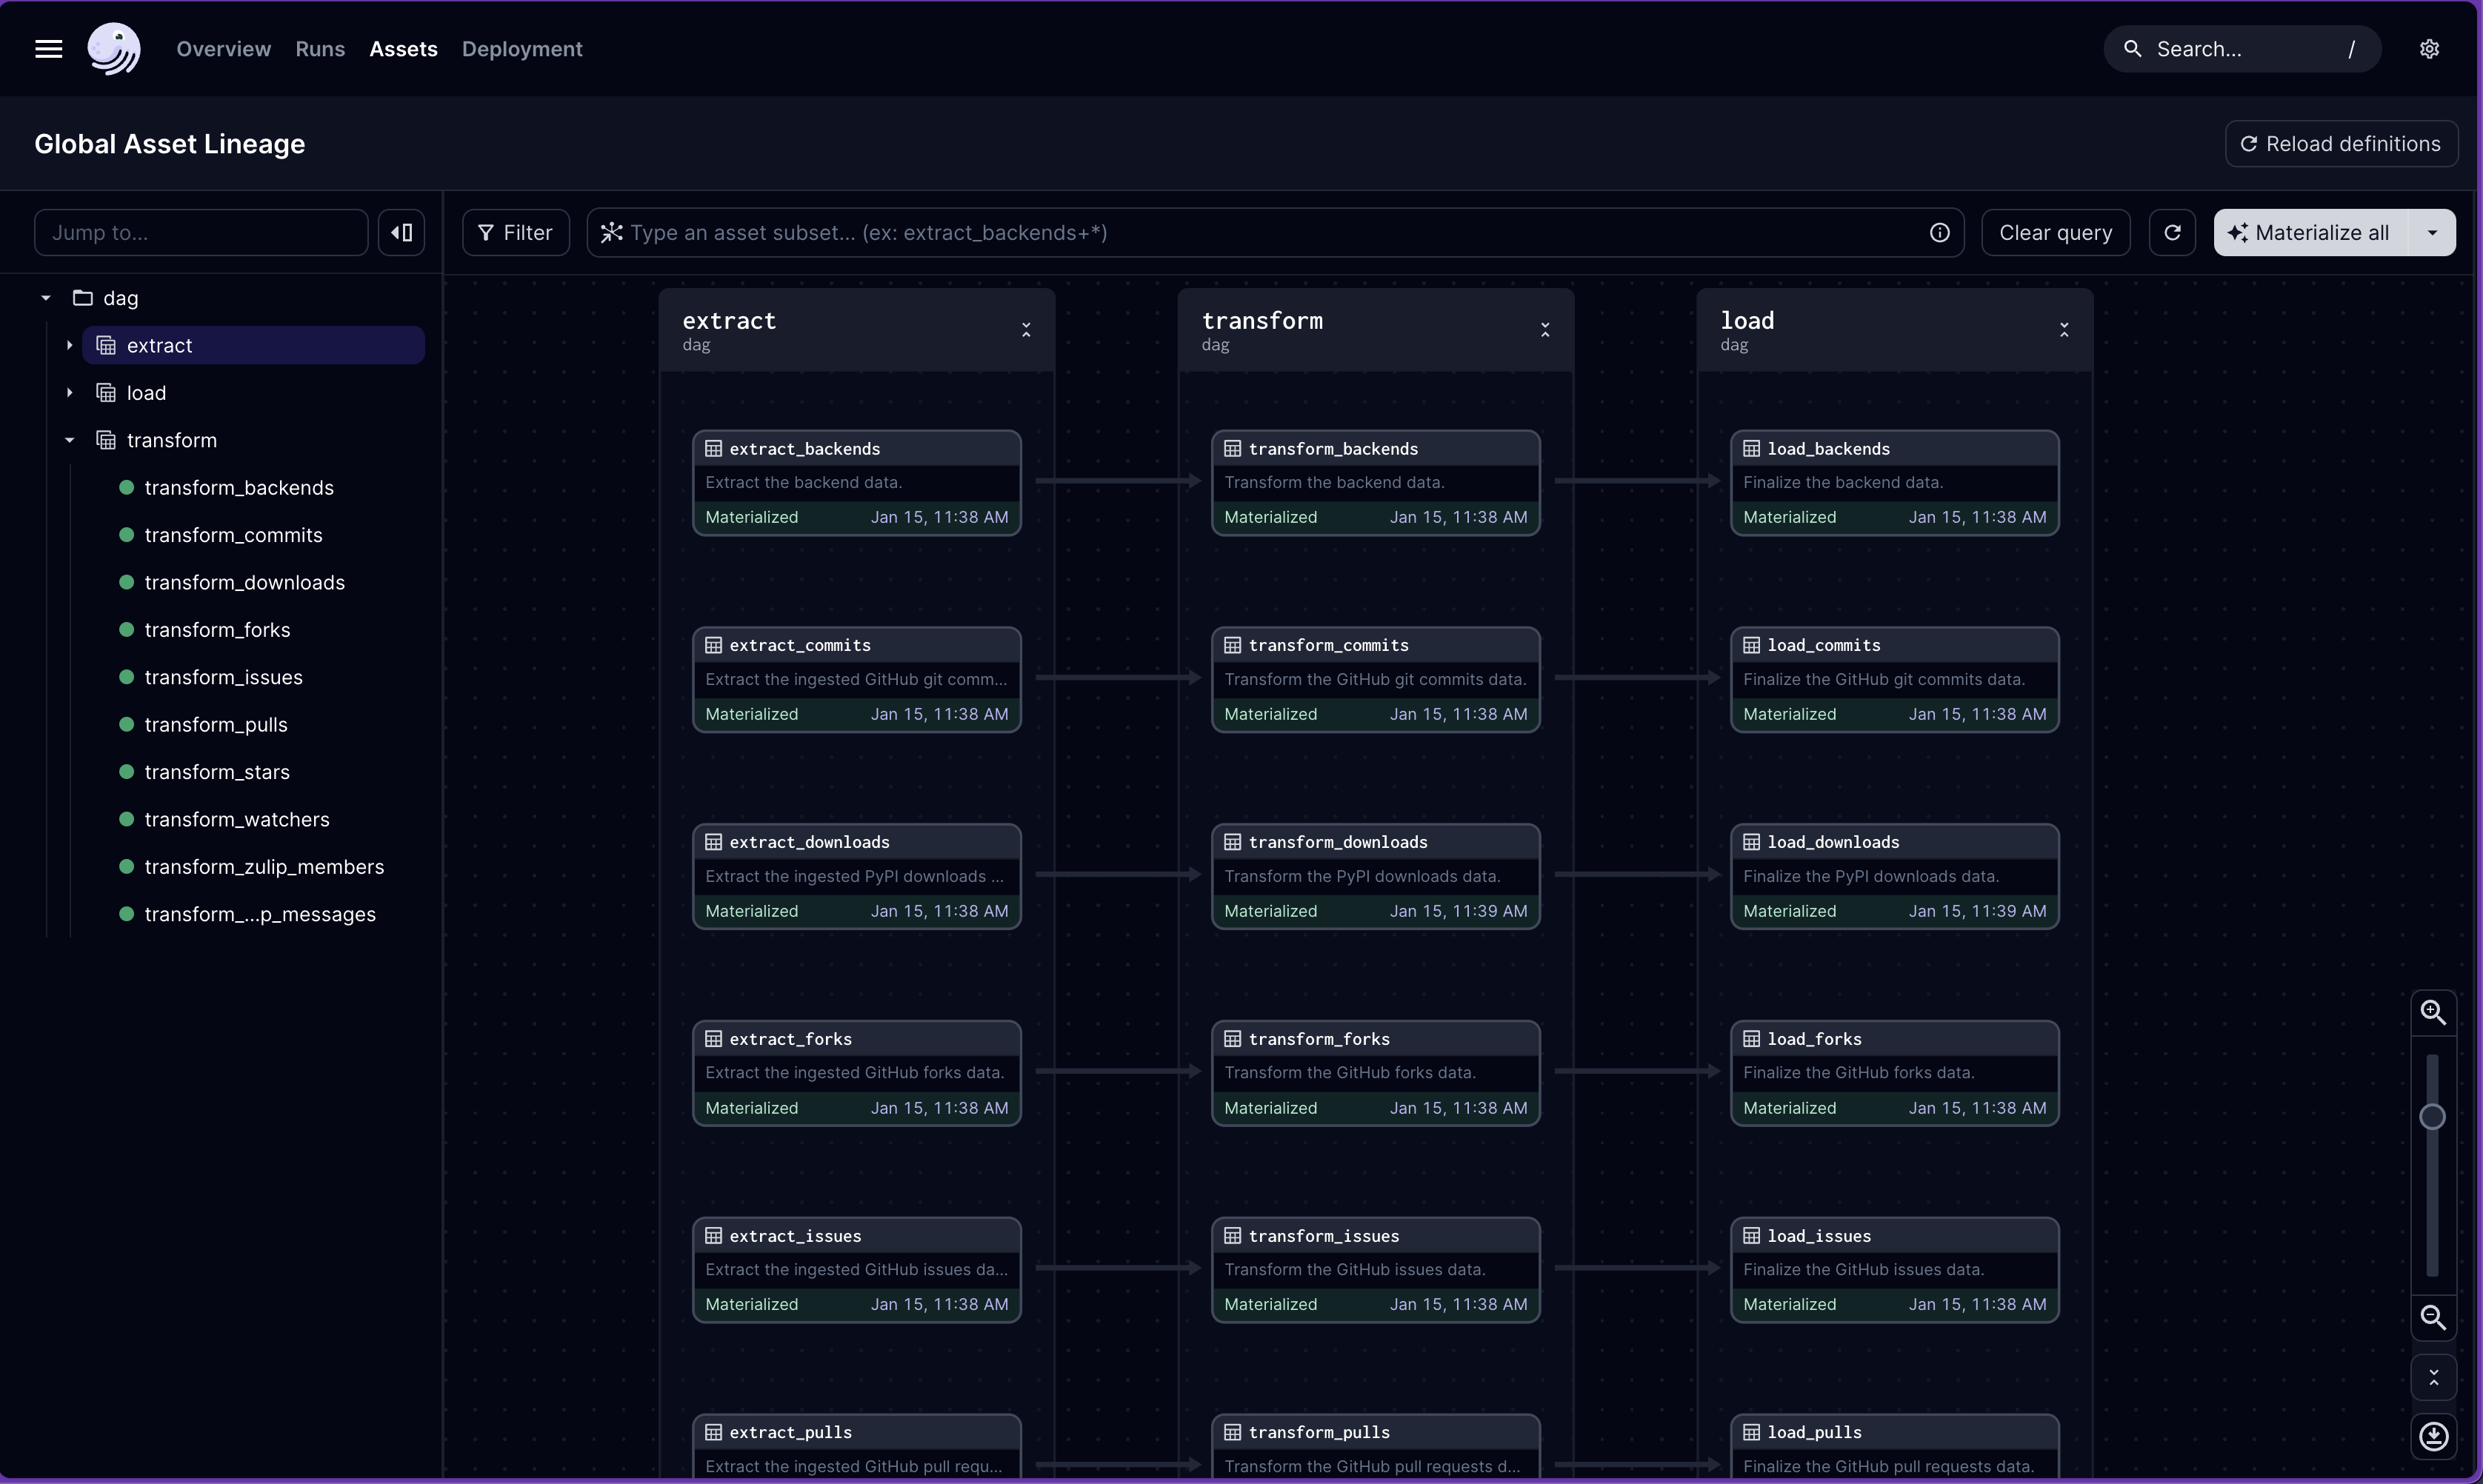 Overview Runs Assets Deployment
Search... /
Global Asset Lineage
Reload definitions
Jump to...
Filter
Type an asset subset... (ex: extract_backends+*)
Clear query
Materialize all
dag
extract
load
transform
transform_backends
transform_commits
transform_downloads
transform_forks
transform_issues
transform_pulls
transform_stars
transform_watchers
transform_zulip_members
transform_...p_messages
extract
dag
extract_backends
Extract the backend data.
Materialized Jan 15, 11:38 AM
extract_commits
Extract the ingested GitHub git comm...
Materialized Jan 15, 11:38 AM
extract_downloads
Extract the ingested PyPI downloads ...
Materialized Jan 15, 11:38 AM
extract_forks
Extract the ingested GitHub forks data.
Materialized Jan 15, 11:38 AM
extract_issues
Extract the ingested GitHub issues da...
Materialized Jan 15, 11:38 AM
extract_pulls
Extract the ingested GitHub pull requ...
transform
dag
transform_backends
Transform the backend data.
Materialized Jan 15, 11:38 AM
transform_commits
Transform the GitHub git commits data.
Materialized Jan 15, 11:38 AM
transform_downloads
Transform the PyPI downloads data.
Materialized Jan 15, 11:39 AM
transform_forks
Transform the GitHub forks data.
Materialized Jan 15, 11:38 AM
transform_issues
Transform the GitHub issues data.
Materialized Jan 15, 11:38 AM
transform_pulls
Transform the GitHub pull requests d...
load
dag
load_backends
Finalize the backend data.
Materialized Jan 15, 11:38 AM
load_commits
Finalize the GitHub git commits data.
Materialized Jan 15, 11:38 AM
load_downloads
Finalize the PyPI downloads data.
Materialized Jan 15, 11:39 AM
load_forks
Finalize the GitHub forks data.
Materialized Jan 15, 11:38 AM
load_issues
Finalize the GitHub issues data.
Materialized Jan 15, 11:38 AM
load_pulls
Finalize the GitHub pull requests data.